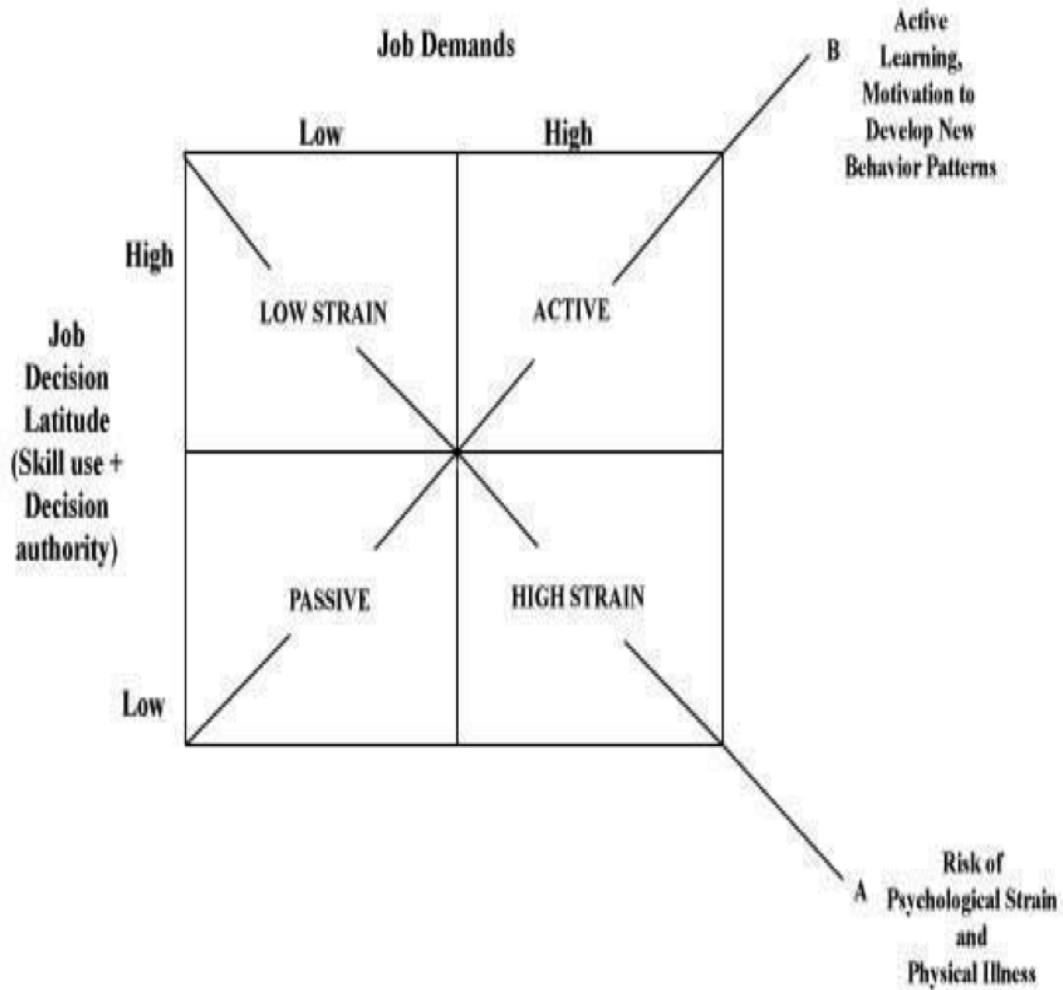 Job Demands
Low
High
B
Active
Learning,
Motivation to
Develop New
Behavior Patterns
High
LOW STRAIN
ACTIVE
Job
Decision
Latitude
(Skill use +
Decision
authority)
PASSIVE
HIGH STRAIN
Low
A
Risk of
Psychological Strain
and
Physical Illness